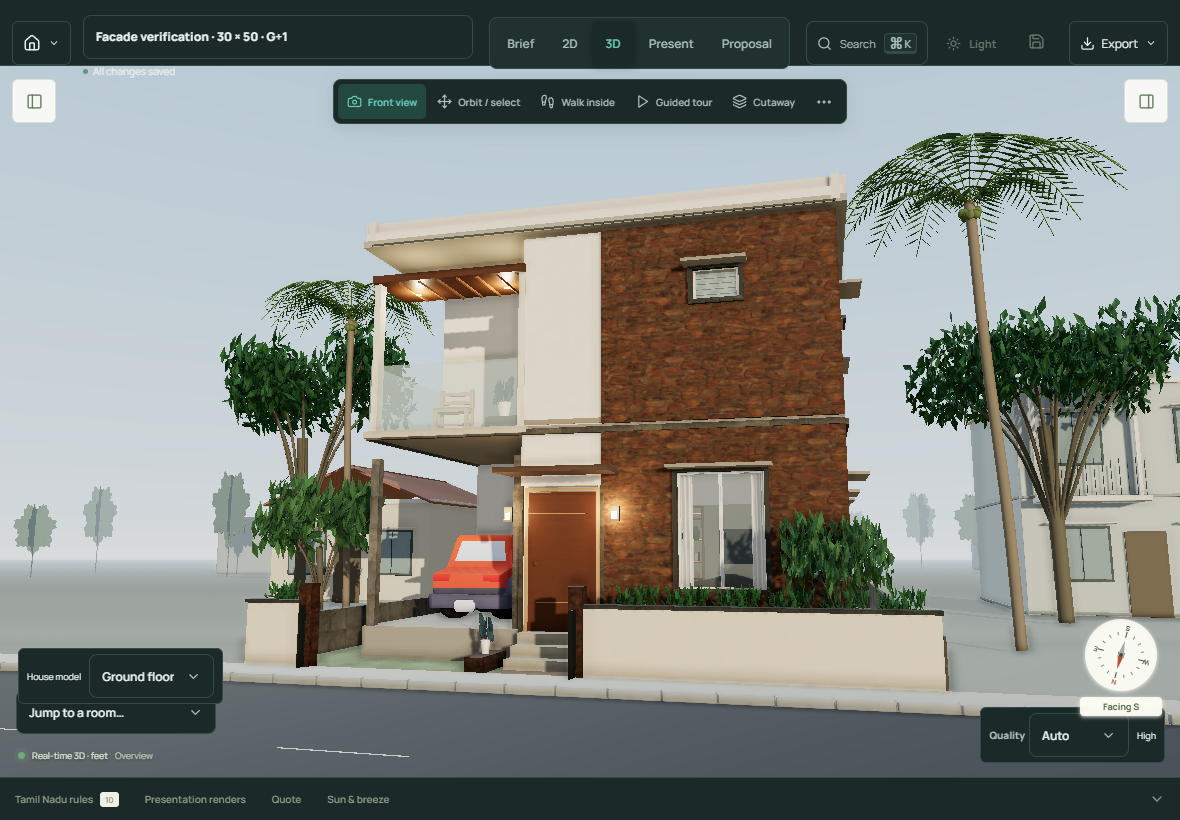 Facade verification · 30 × 50 · G+1
All changes saved
Brief
2D
3D
Present
Proposal
Search
⌘K
Light
Export
Front view
Orbit / select
Walk inside
Guided tour
Cutaway
House model
Ground floor
Jump to a room...
Real-time 3D · feet
Overview
S
W
N
E
Facing S
Quality
Auto
High
Tamil Nadu rules
10
Presentation renders
Quote
Sun & breeze